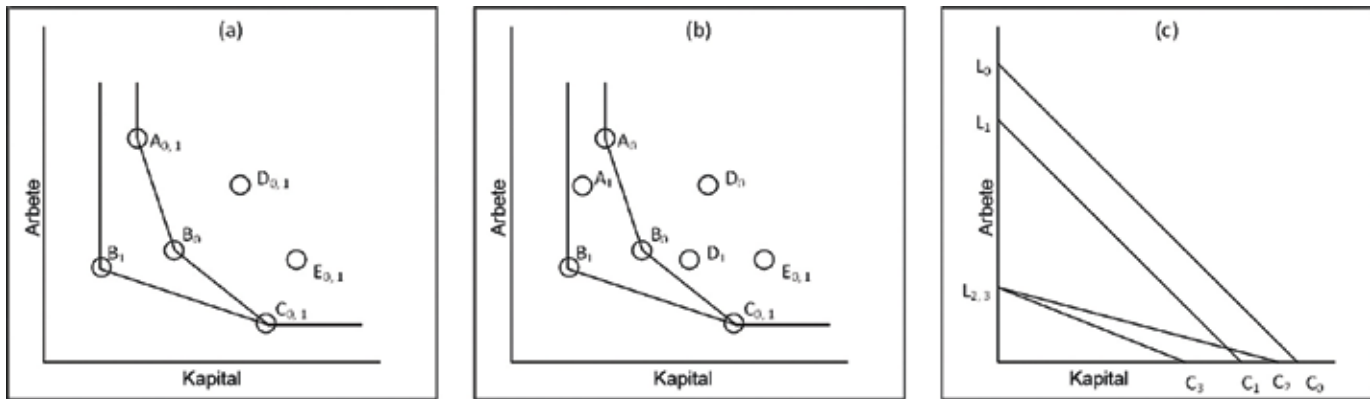 (a)
A0, 1
D0, 1
B0
B1
E0, 1
C0, 1
Arbete
Kapital
(b)
A0
A1
D0
B0
B1
D1
E0, 1
C0, 1
Arbete
Kapital
(c)
L0
L1
L2, 3
Arbete
Kapital
C3
C1
C2
C0